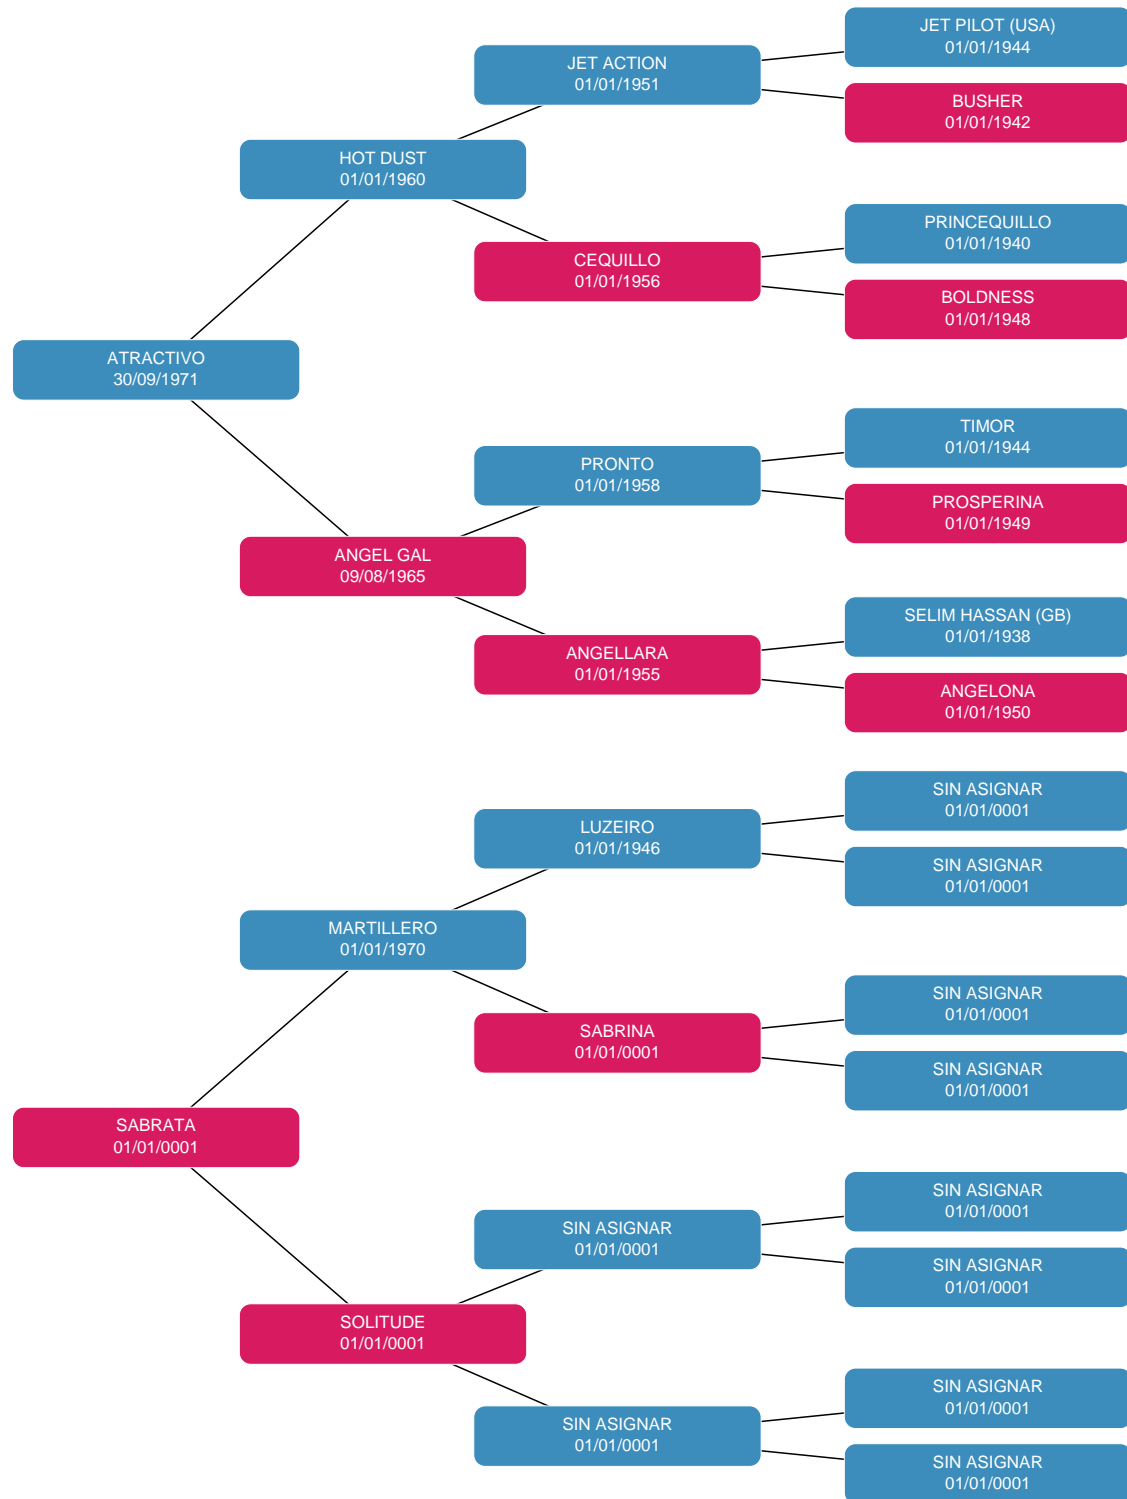 JET PILOT (USA)
01/01/1944
JET ACTION
01/01/1951
BUSHER
01/01/1942
HOT DUST
01/01/1960
PRINCEQUILLO
01/01/1940
CEQUILLO
01/01/1956
BOLDNESS
01/01/1948
ATRACTIVO
30/09/1971
TIMOR
01/01/1944
PRONTO
01/01/1958
PROSPERINA
01/01/1949
ANGEL GAL
09/08/1965
SELIM HASSAN (GB)
01/01/1938
ANGELLARA
01/01/1955
ANGELONA
01/01/1950
SIN ASIGNAR
01/01/0001
LUZEIRO
01/01/1946
SIN ASIGNAR
01/01/0001
MARTILLERO
01/01/1970
SIN ASIGNAR
01/01/0001
SABRINA
01/01/0001
SIN ASIGNAR
01/01/0001
SABRATA
01/01/0001
SIN ASIGNAR
01/01/0001
SIN ASIGNAR
01/01/0001
SIN ASIGNAR
01/01/0001
SOLITUDE
01/01/0001
SIN ASIGNAR
01/01/0001
SIN ASIGNAR
01/01/0001
SIN ASIGNAR
01/01/0001